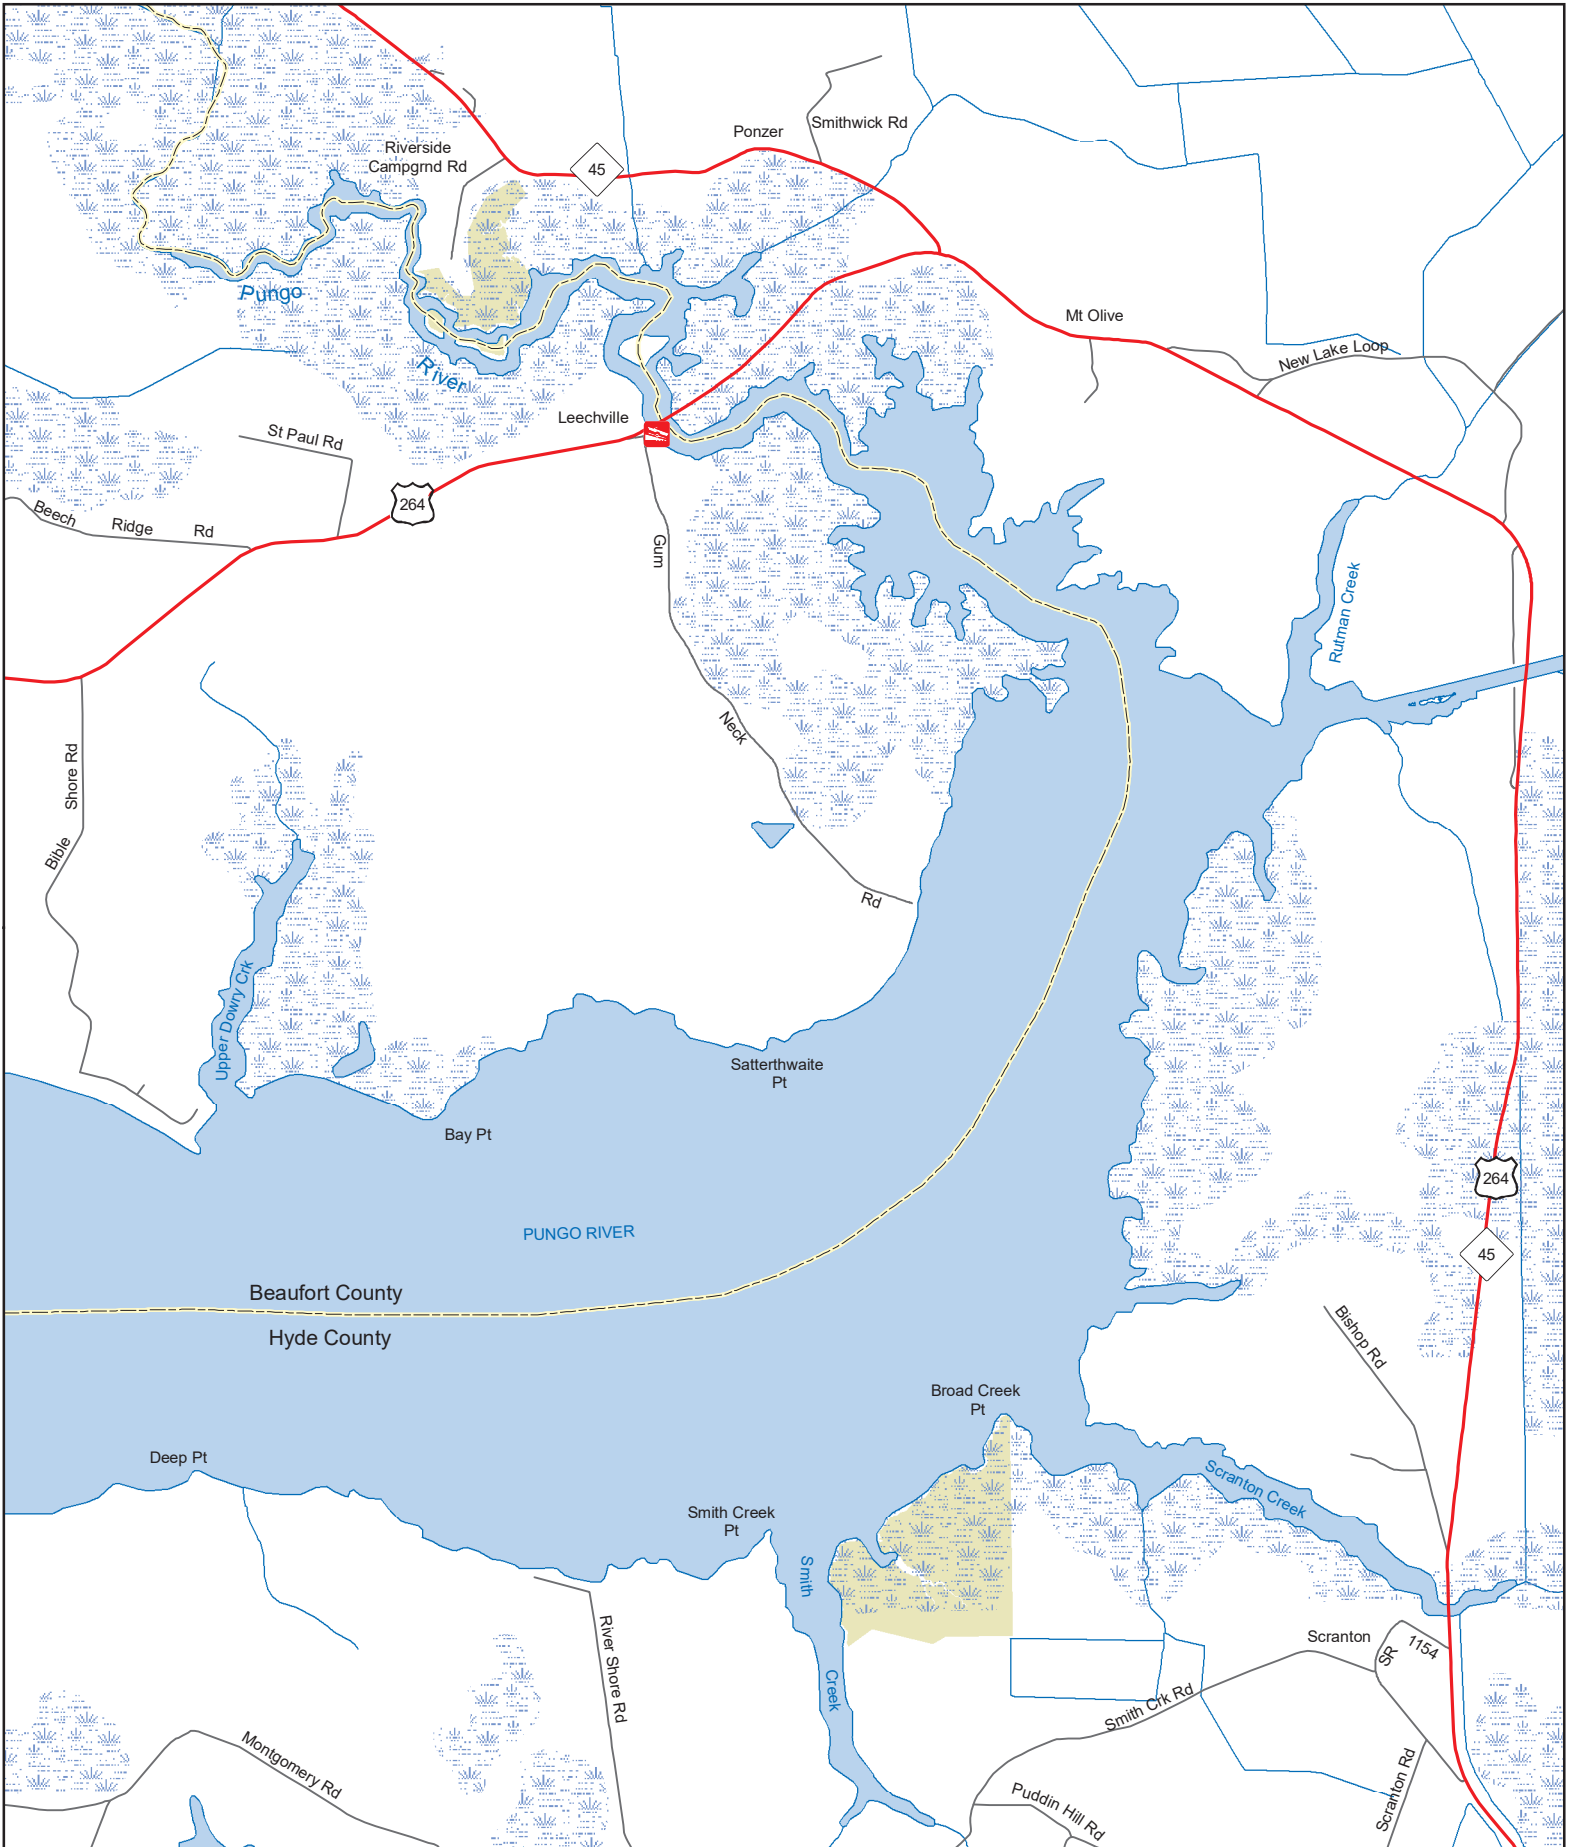 Ponzer
Smithwick Rd
Riverside
Campgrnd Rd
45
Pungo
River
Mt Olive
New Lake Loop
Leechville
St Paul Rd
264
Beech Ridge Rd
Gum Neck Rd
Rutman Creek
Bible Shore Rd
Upper Dowry Crk
Satterthwaite
Pt
Bay Pt
264
PUNGO RIVER
45
Beaufort County
Hyde County
Bishop Rd
Broad Creek
Pt
Deep Pt
Scranton Creek
Smith Creek
Pt
Smith Creek
River Shore Rd
Scranton
SR 1154
Smith Crk Rd
Montgomery Rd
Puddin Hill Rd
Scranton Rd